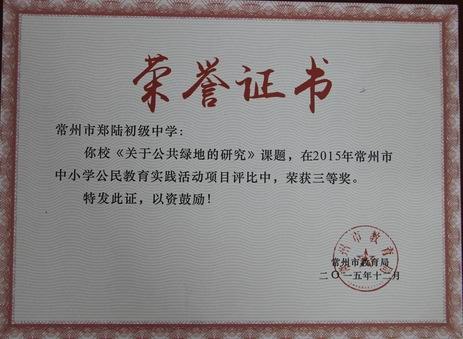 荣誉证书
常州市郑陆初级中学：
你校《关于公共绿地的研究》课题，在2015年常州市
中小学公民教育实践活动项目评比中，荣获三等奖。
特发此证，以资鼓励！
常州市教育局
常州市教育局
二〇一五年十二月